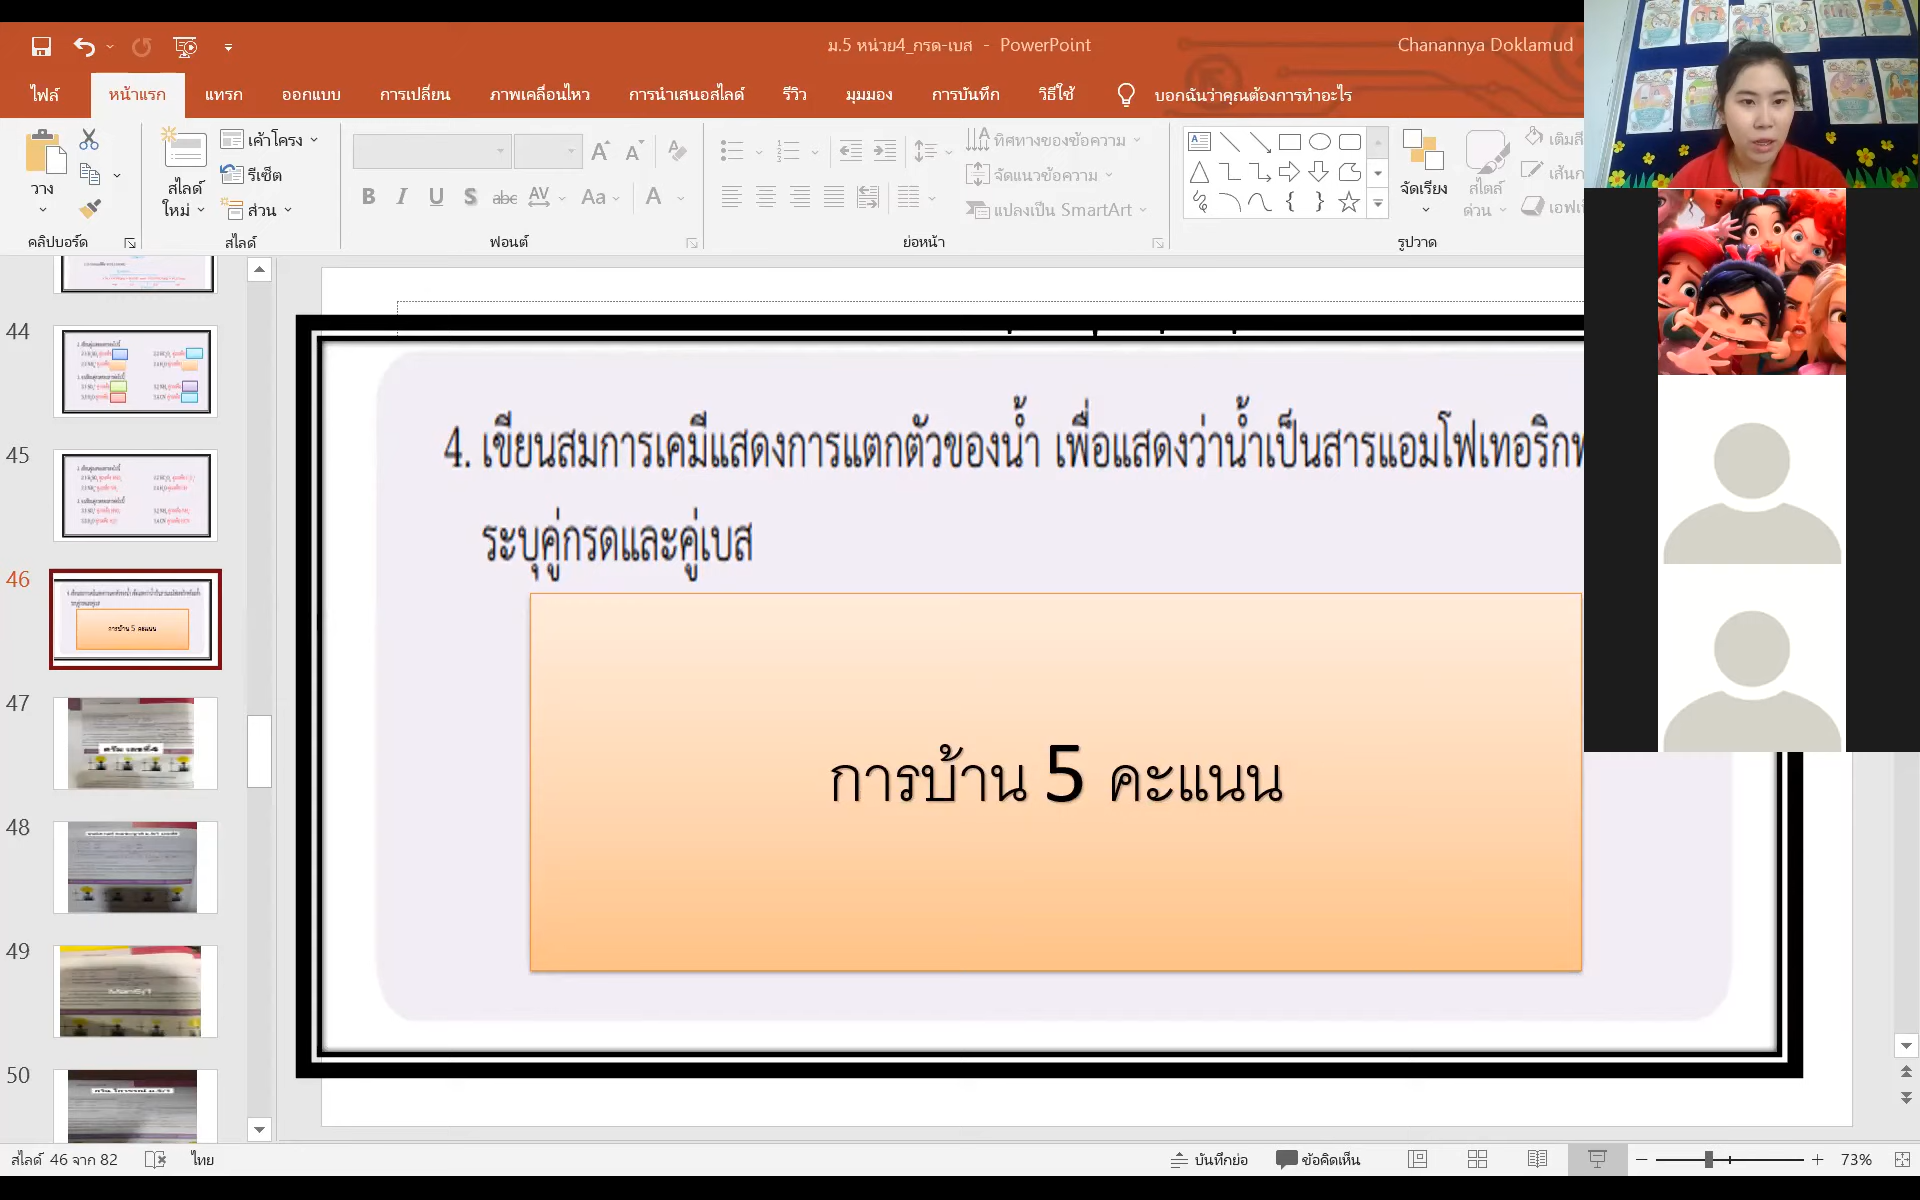 ม.5 หน่วย4_กรด-เบส - PowerPoint
Chanannya Doklamud
ไฟล์ หน้าแรก แทรก ออกแบบ การเปลี่ยน ภาพเคลื่อนไหว การนำเสนอสไลด์ รีวิว มุมมอง การบันทึก วิธีใช้ บอกฉันว่าคุณต้องการทำอะไร
วาง
สไลด์
ใหม่
เค้าโครง
รีเซ็ต
ส่วน
B I U S abc AV Aa A
ทิศทางของข้อความ
จัดแนวข้อความ
แปลงเป็น SmartArt
จัดเรียง
สไตล์
ด่วน
เติมสี
คลิปบอร์ด สไลด์ ฟอนต์ ย่อหน้า รูปวาด
44
45
46
47
48
49
50
4. เขียนสมการเคมีแสดงการแตกตัวของน้ำ เพื่อแสดงว่าน้ำเป็นสารแอมโฟเทอริก
ระบุคู่กรดและคู่เบส
การบ้าน 5 คะแนน
สไลด์ 46 จาก 82 ไทย บันทึกย่อ ข้อคิดเห็น 73%